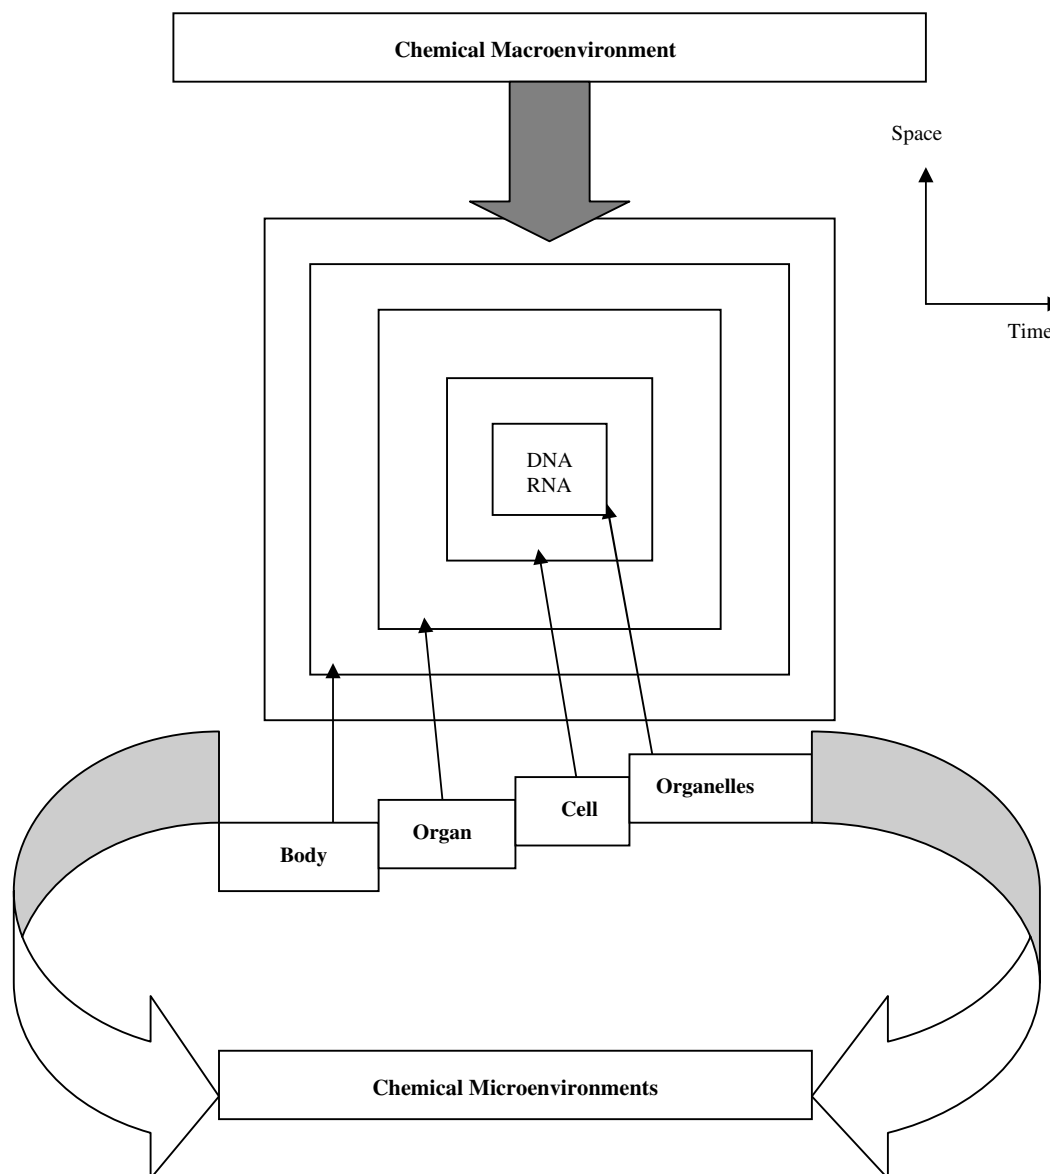 Chemical Macroenvironment
Space
Time
DNA
RNA
Organelles
Cell
Organ
Body
Chemical Microenvironments